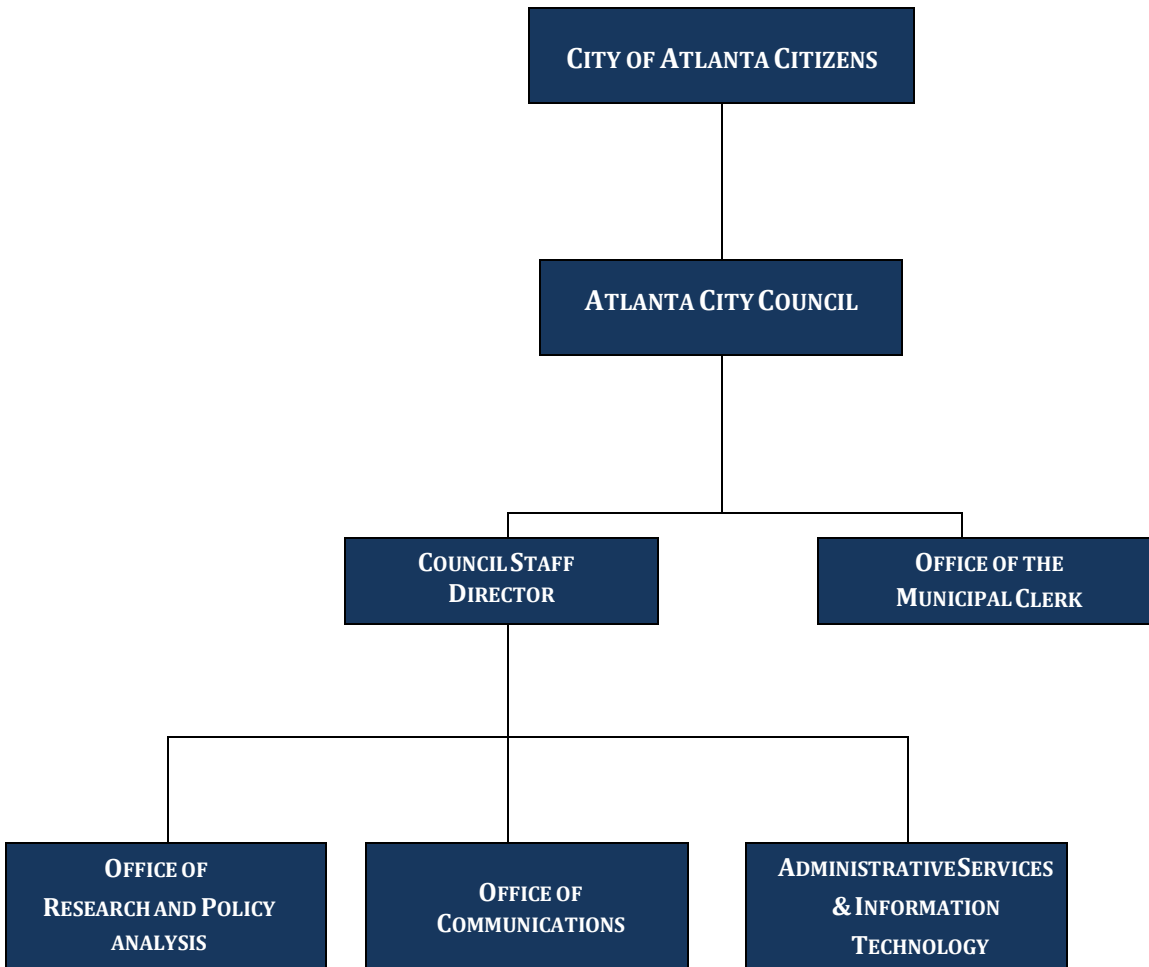 CITY OF ATLANTA CITIZENS
ATLANTA CITY COUNCIL
COUNCIL STAFF
DIRECTOR
OFFICE OF THE
MUNICIPAL CLERK
OFFICE OF
RESEARCH AND POLICY
ANALYSIS
OFFICE OF
COMMUNICATIONS
ADMINISTRATIVE SERVICES
& INFORMATION
TECHNOLOGY